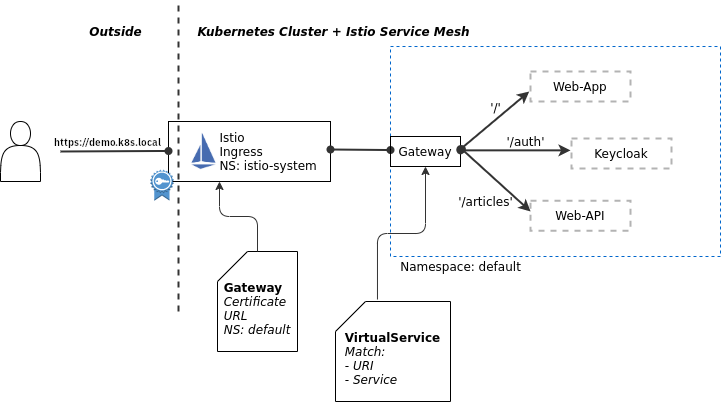 Outside
Kubernetes Cluster + Istio Service Mesh
https://demo.k8s.local
Istio
Ingress
NS: istio-system
Gateway
'/'
'/auth'
'/articles'
Web-App
Keycloak
Web-API
Namespace: default
Gateway
Certificate
URL
NS: default
VirtualService
Match:
- URI
- Service